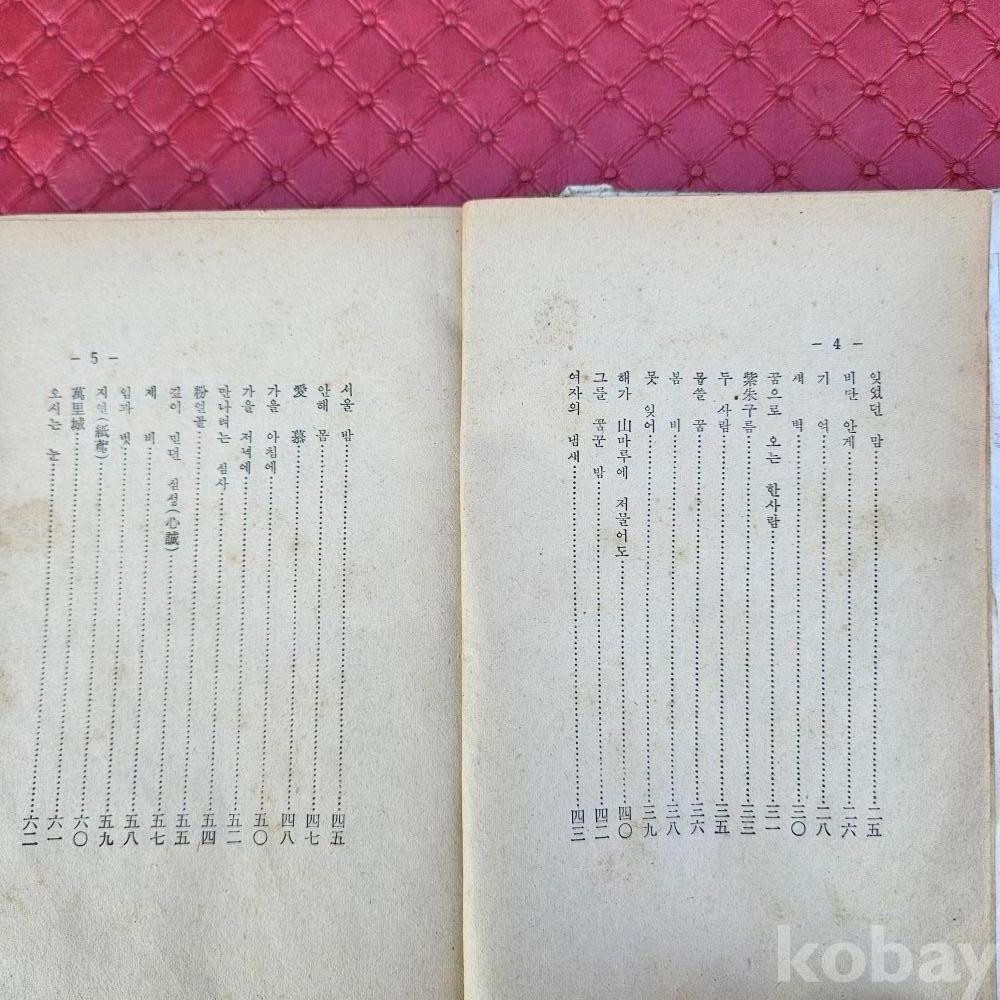 - 4 -
잊었던 맘 二五
비단 안게 二六
기 억 二八
새 벽 三〇
꿈으로 오는 한사람 三一
紫朱구름 三三
두 사람 三五
몹쓸 꿈 三六
봄 비 三八
못 잊어 三九
해가 山마루에 저물어도 四〇
그를 꿈꾼 밤 四二
여자의 냄새 四三
- 5 -
서울 밤 四五
안해 몸 四七
愛 慕 四八
가을 아침에 五〇
가을 저녁에 五二
만나려는 심사 五四
粉얼골 五五
깊이 믿던 심성(心誠) 五七
제 비 五八
임과 벗 五九
지연(紙鳶) 六〇
萬里城 六一
오시는 눈 六二
kobay